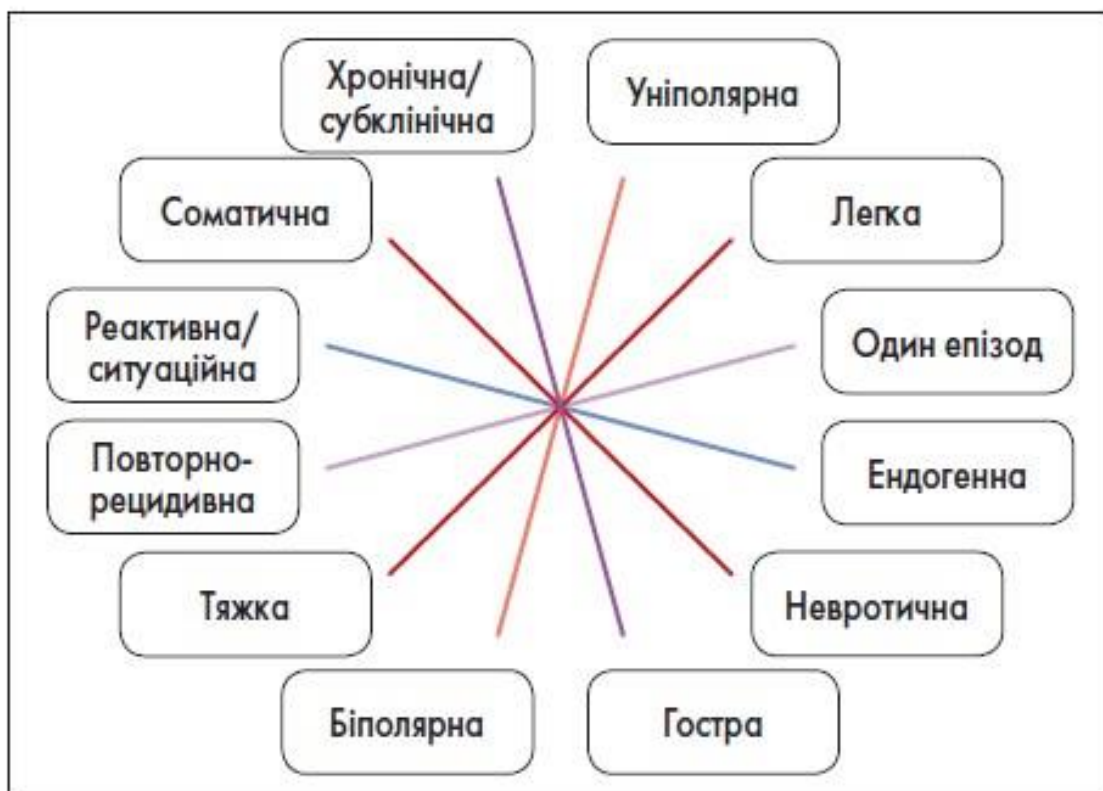 Хронічна/
субклінічна
Уніполярна
Соматична
Легка
Реактивна/
ситуаційна
Один епізод
Повторно-
рецидивна
Ендогенна
Тяжка
Невротична
Біполярна
Гостра